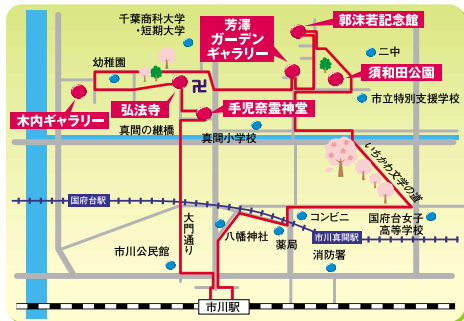 千葉商科大学
・短期大学
芳澤
ガーデン
ギャラリー
郭沫若記念館
二中
幼稚園
須和田公園
木内ギャラリー
弘法寺
卍
手児奈霊神堂
市立特別支援学校
真間の継橋
真間小学校
いちかわ文学の道
国府台駅
大門通り
コンビニ
国府台女子
高等学校
八幡神社
薬局
市川真間駅
市川公民館
消防署
市川駅